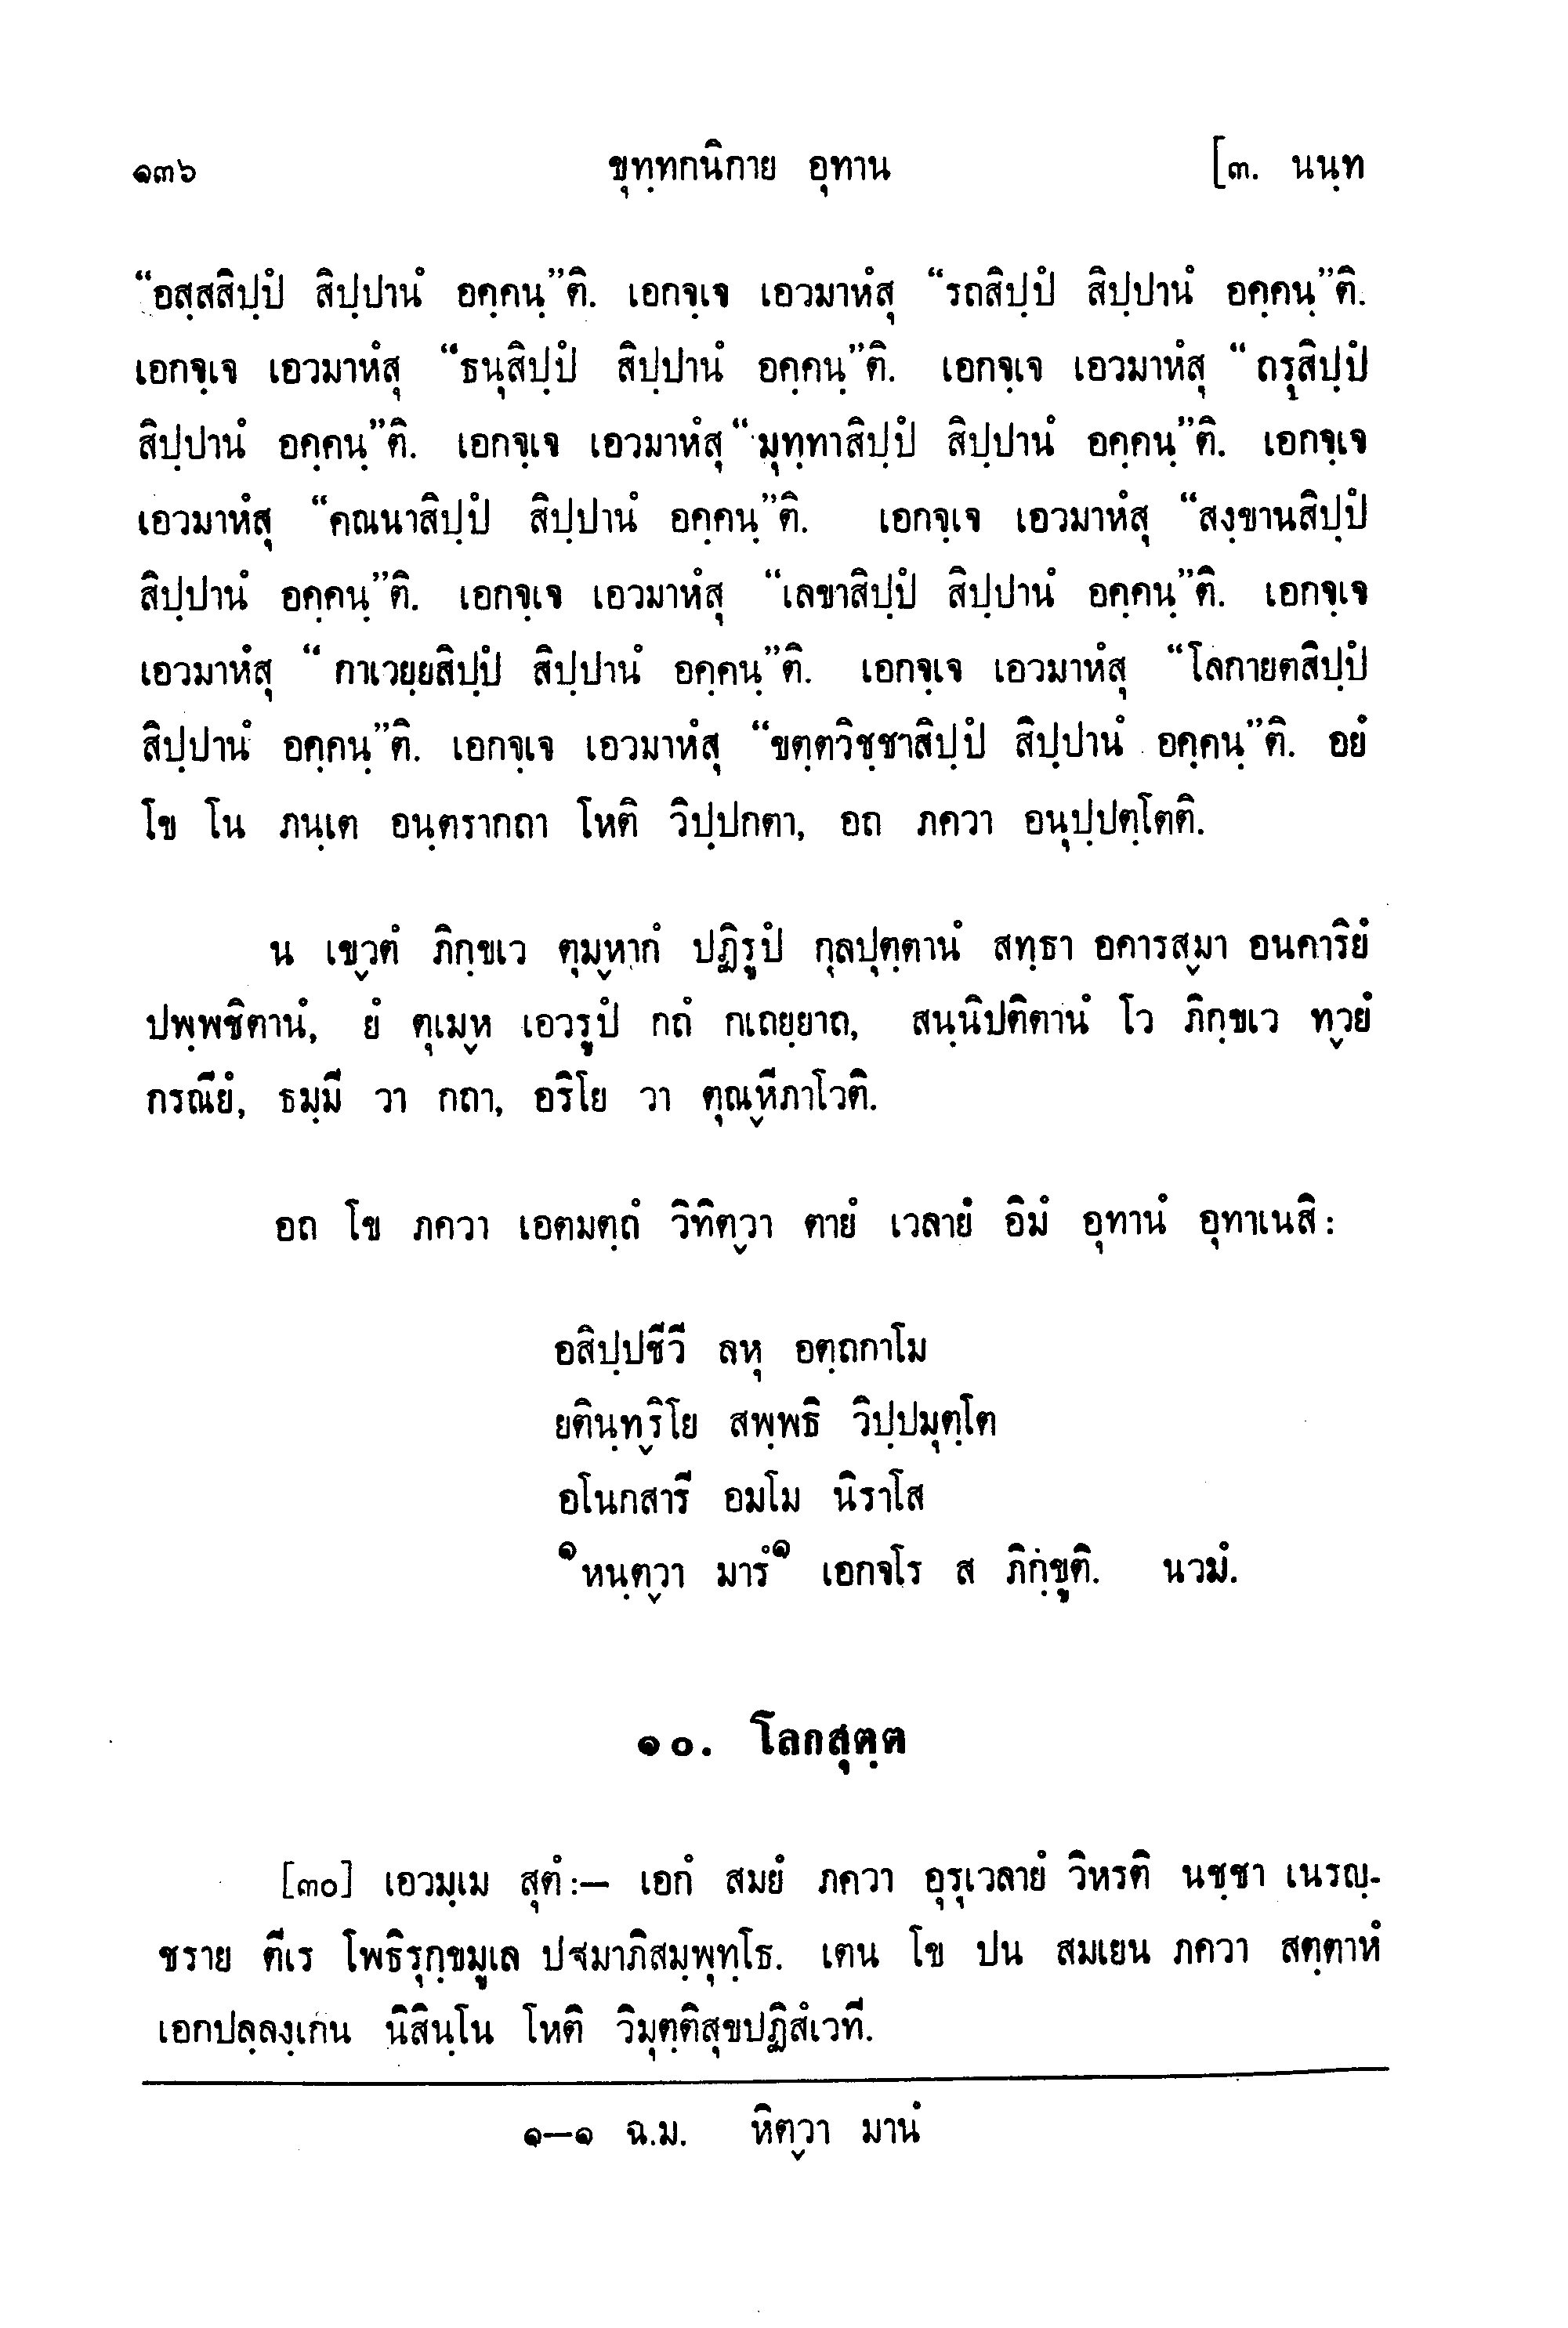 ๑๓๖ ขุทฺทกนิกาย อุทาน [๓. นนฺท
“อสฺสสิปฺปํ สิปฺปานํ อคฺคนฺ”ติ. เอกจฺเจ เอวมาหํสุ “รถสิปฺปํ สิปฺปานํ อคฺคนฺ”ติ.
เอกจฺเจ เอวมาหํสุ “ธนุสิปฺปํ สิปฺปานํ อคฺคนฺ”ติ. เอกจฺเจ เอวมาหํสุ “ถรุสิปฺปํ
สิปฺปานํ อคฺคนฺ”ติ. เอกจฺเจ เอวมาหํสุ “มุทฺทาสิปฺปํ สิปฺปานํ อคฺคนฺ”ติ. เอกจฺเจ
เอวมาหํสุ “คณนาสิปฺปํ สิปฺปานํ อคฺคนฺ”ติ. เอกจฺเจ เอวมาหํสุ “สงฺขานสิปฺปํ
สิปฺปานํ อคฺคนฺ”ติ. เอกจฺเจ เอวมาหํสุ “เลขาสิปฺปํ สิปฺปานํ อคฺคนฺ”ติ. เอกจฺเจ
เอวมาหํสุ “กาเวยฺยสิปฺปํ สิปฺปานํ อคฺคนฺ”ติ. เอกจฺเจ เอวมาหํสุ “โลกายตสิปฺปํ
สิปฺปานํ อคฺคนฺ”ติ. เอกจฺเจ เอวมาหํสุ “ขตฺตวิชฺชาสิปฺปํ สิปฺปานํ อคฺคนฺ”ติ. อยํ
โข โน ภนฺเต อนฺตรากถา โหติ วิปฺปกตา, อถ ภควา อนุปฺปตฺโตติ.
น เขฺวตํ ภิกฺขเว ตุมฺหากํ ปฏิรูปํ กุลปุตฺตานํ สทฺธา อคารสฺมา อนคาริยํ
ปพฺพชิตานํ, ยํ ตุเมฺห เอวรูปํ กถํ กเถยฺยาถ, สนฺนิปติตานํ โว ภิกฺขเว ทฺวยํ
กรณียํ, ธมฺมี วา กถา, อริโย วา ตุณฺหีภาโวติ.
อถ โข ภควา เอตมตฺถํ วิทิตฺวา ตายํ เวลายํ อิมํ อุทานํ อุทาเนสิ:
อสิปฺปชีวี ลหุ อตฺถกาโม
ยตินฺทฺริโย สพฺพธิ วิปฺปมุตฺโต
อโนกสารี อมโม นิราโส
๑หนฺตฺวา มารํ๑ เอกจโร ส ภิกฺขูติ. นวมํ.
๑๐. โลกสุตฺต
[๓๐] เอวมฺเม สุตํ:— เอกํ สมยํ ภควา อุรุเวลายํ วิหรติ นชฺชา เนรญฺ-
ชราย ตีเร โพธิรุกฺขมูเล ปฐมาภิสมฺพุทฺโธ. เตน โข ปน สมเยน ภควา สตฺตาหํ
เอกปลฺลงฺเกน นิสินฺโน โหติ วิมุตฺติสุขปฏิสํเวที.
๑—๑ ฉ.ม. หิตฺวา มานํ